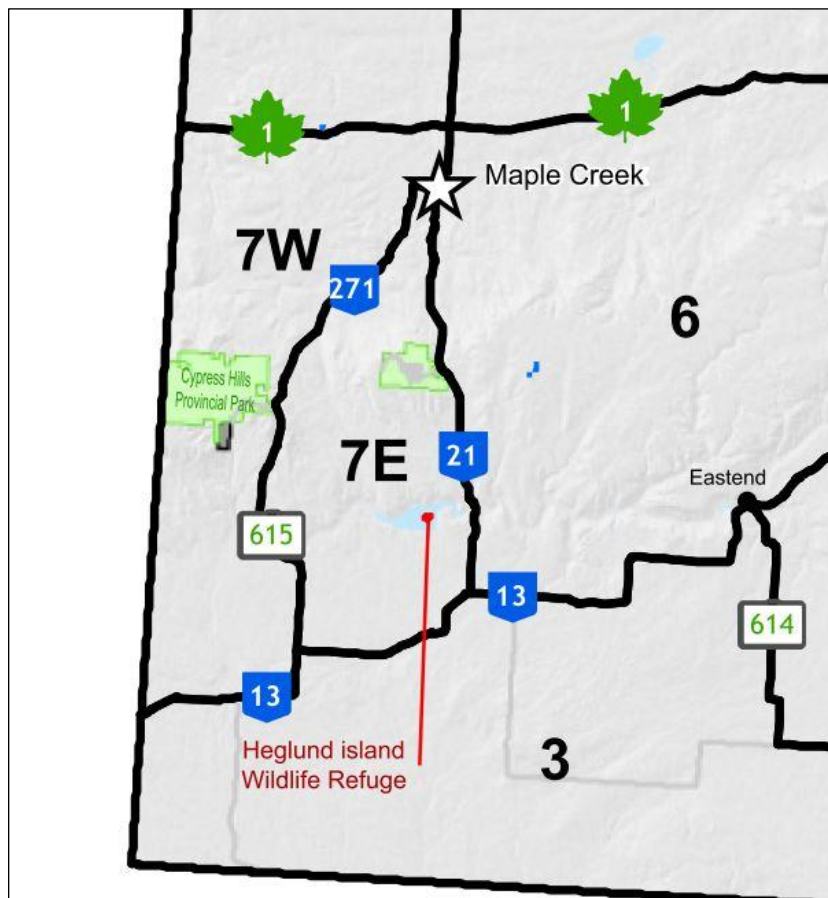 1
1
Maple Creek
7W
271
6
Cypress Hills
Provincial Park
7E
21
Eastend
615
13
614
13
Heglund island
Wildlife Refuge
3